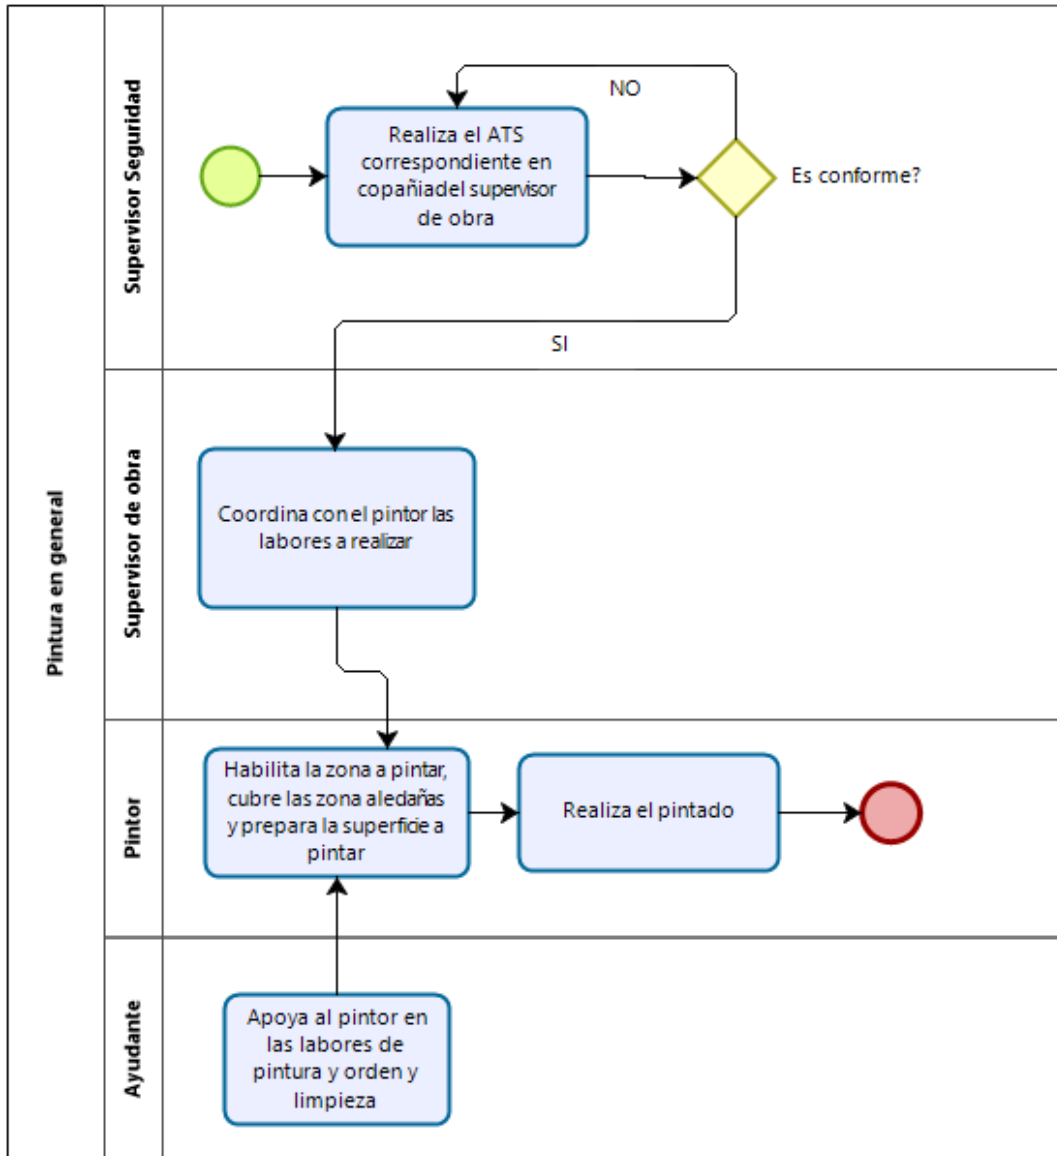 Pintura en general
Supervisor Seguridad
Realiza el ATS
correspondiente en
copañiadel supervisor
de obra
NO
Es conforme?
SI
Supervisor de obra
Coordina con el pintor las
labores a realizar
Pintor
Habilita la zona a pintar,
cubre las zona aledañas
y prepara la superficie a
pintar
Realiza el pintado
Ayudante
Apoya al pintor en
las labores de
pintura y orden y
limpieza